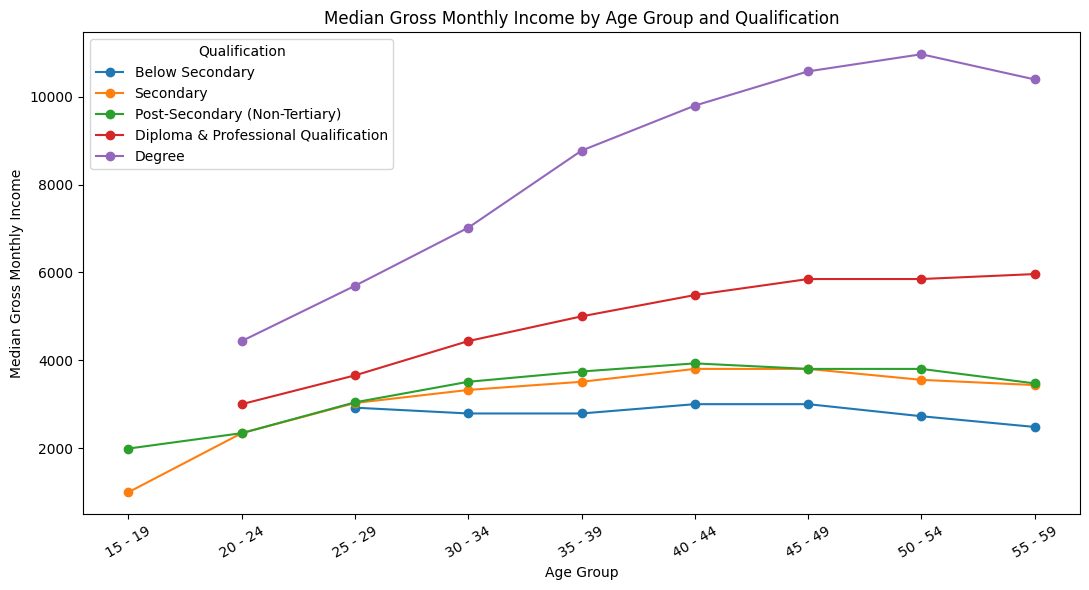 Median Gross Monthly Income by Age Group and Qualification
Qualification
Below Secondary
Secondary
Post-Secondary (Non-Tertiary)
Diploma & Professional Qualification
Degree
Median Gross Monthly Income
10000
8000
6000
4000
2000
15 - 19
20 - 24
25 - 29
30 - 34
35 - 39
40 - 44
45 - 49
50 - 54
55 - 59
Age Group